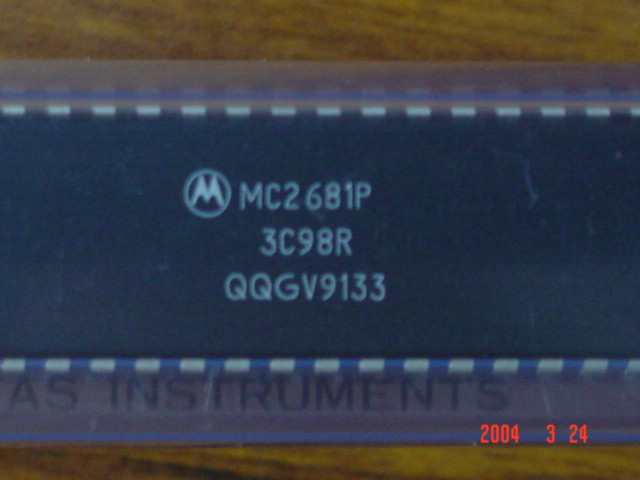 MC2681P
3C98R
QQGV9133
AS INSTRUMENTS
2004 3 24